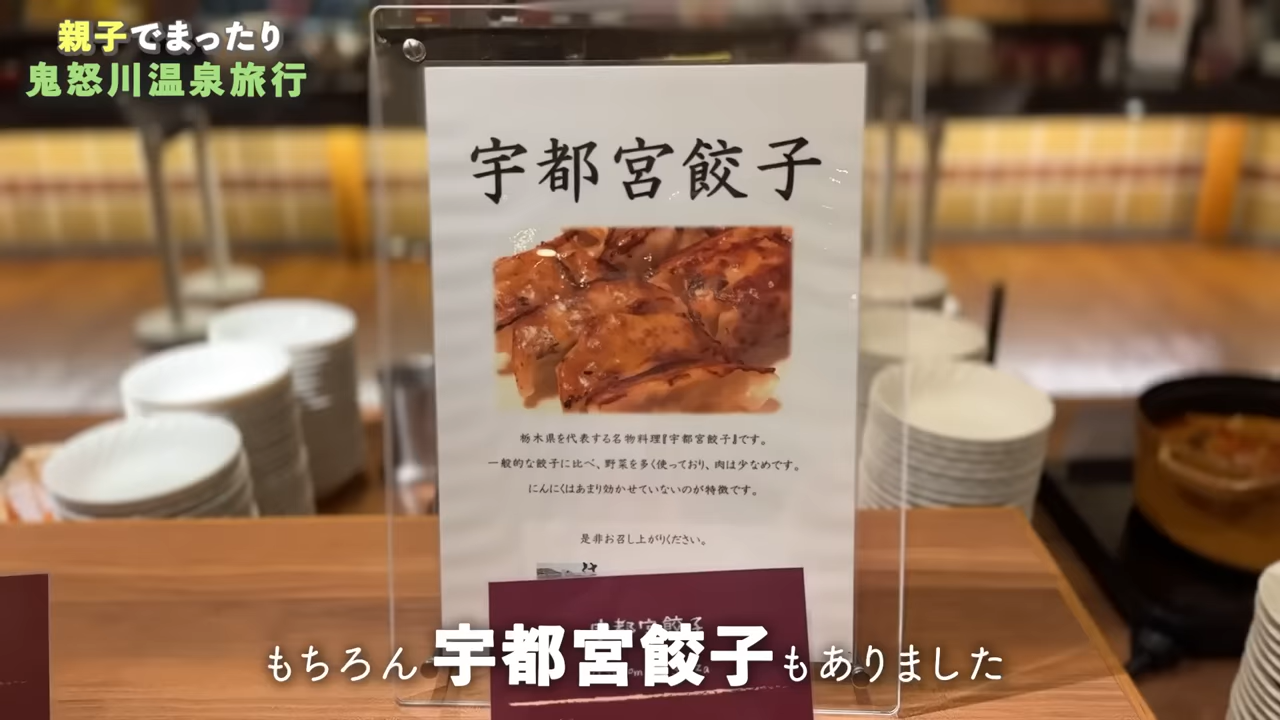 親子でまったり
鬼怒川温泉旅行
宇都宮餃子
栃木県を代表する名物料理『宇都宮餃子』です。
一般的な餃子に比べ、野菜を多く使っており、肉は少なめです。
にんにくはあまり効かせていないのが特徴です。
是非お召し上がりください。
宇都宮餃子
もちろん宇都宮餃子もありました